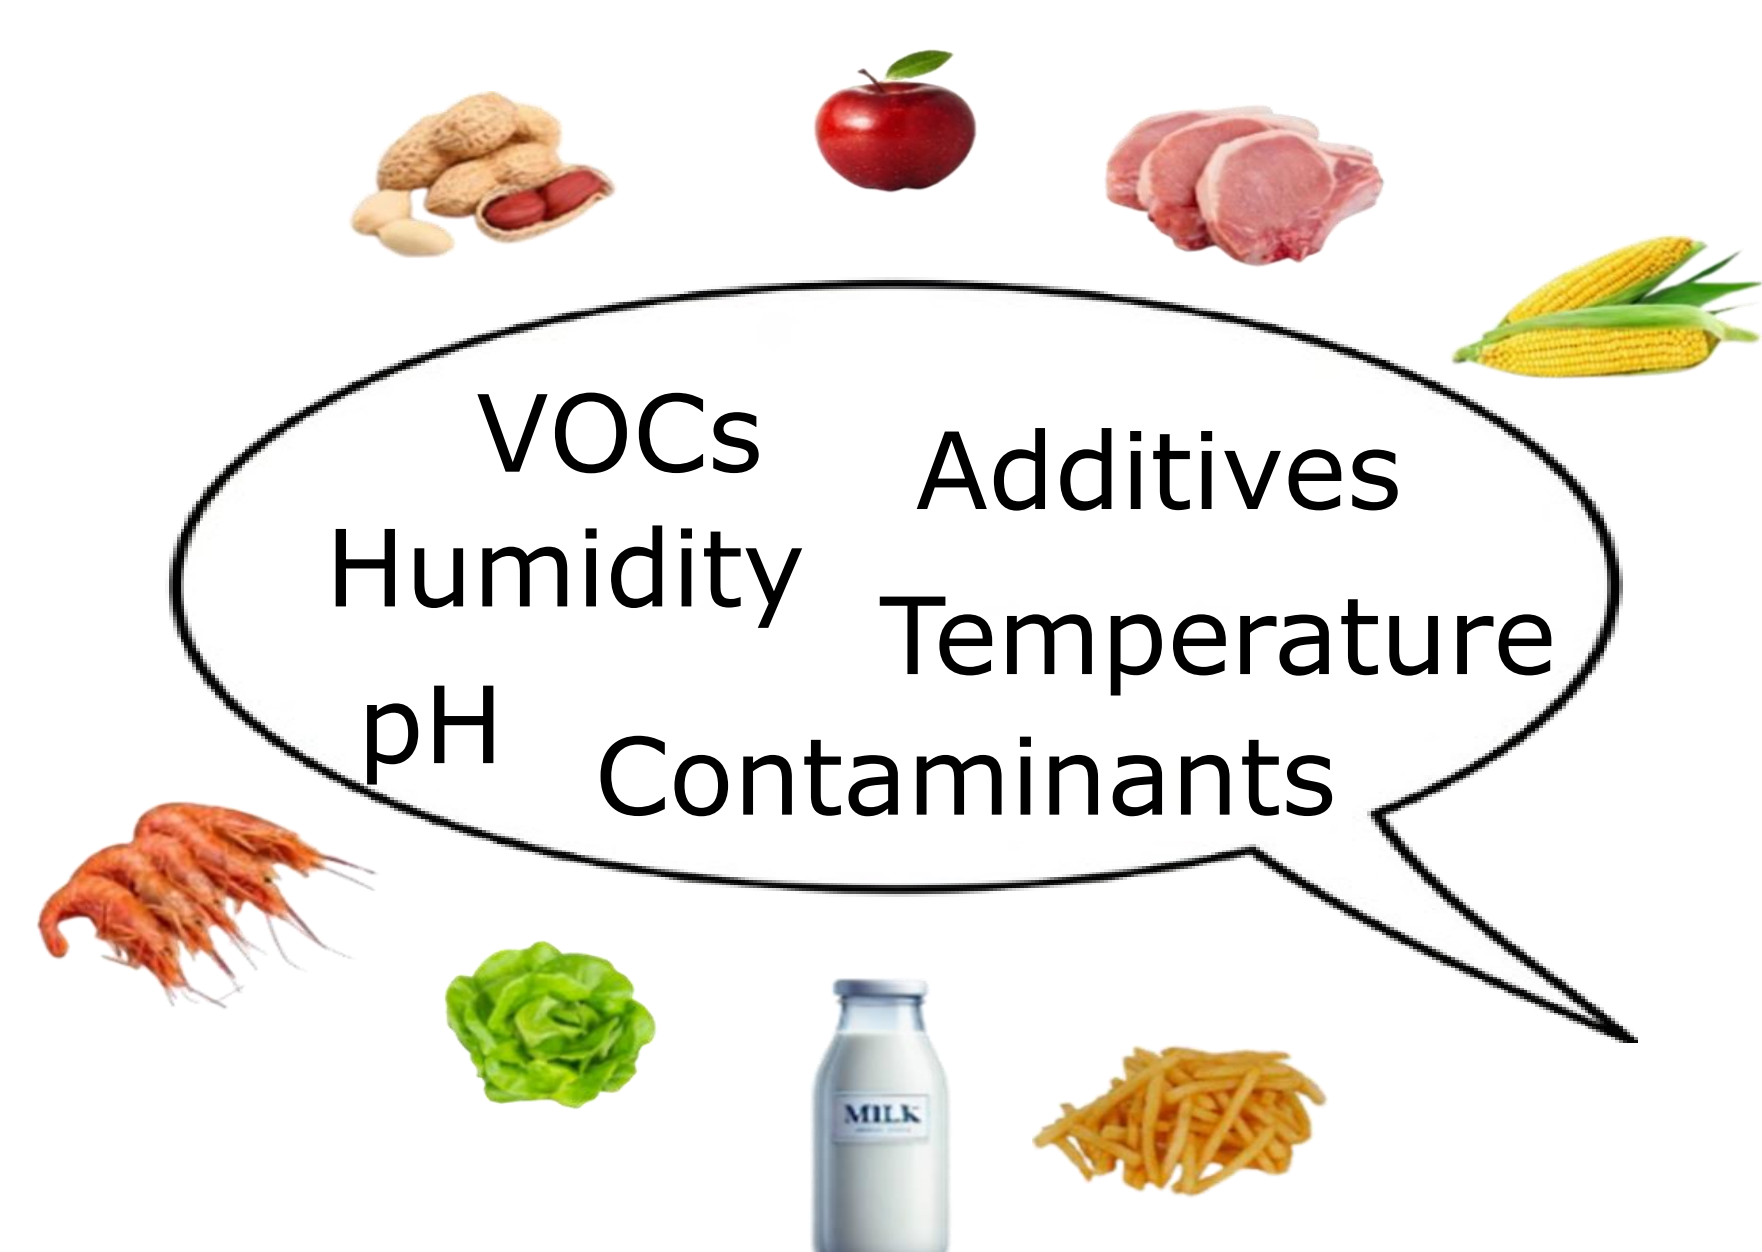 VOCs
Additives
Humidity
Temperature
pH
Contaminants
MILK